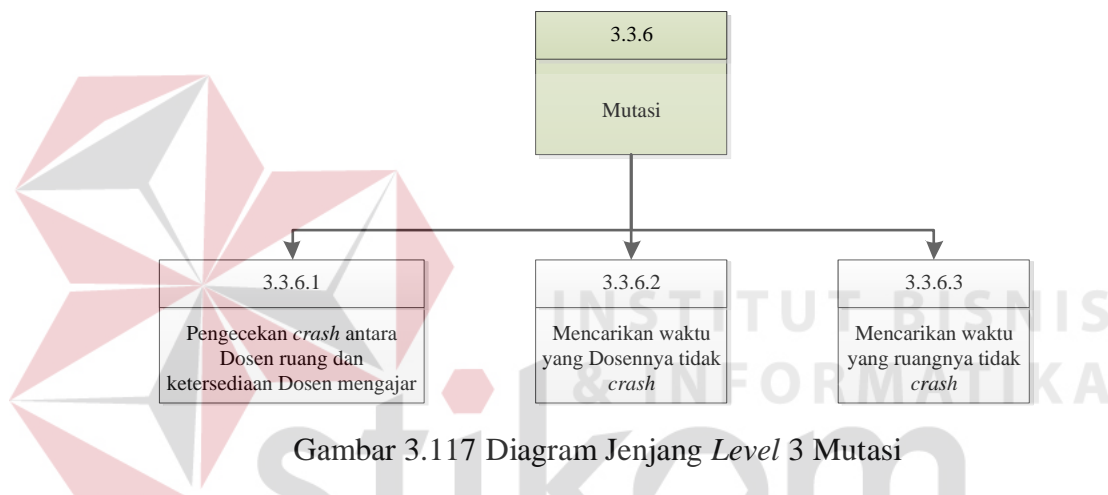 3.3.6
Mutasi
3.3.6.1
Pengecekan crash antara
Dosen ruang dan
ketersediaan Dosen mengajar
3.3.6.2
Mencarikan waktu
yang Dosennya tidak
crash
3.3.6.3
Mencarikan waktu
yang ruangnya tidak
crash
INSTITUT BISNIS
& INFORMATIKA
stikom
Gambar 3.117 Diagram Jenjang Level 3 Mutasi